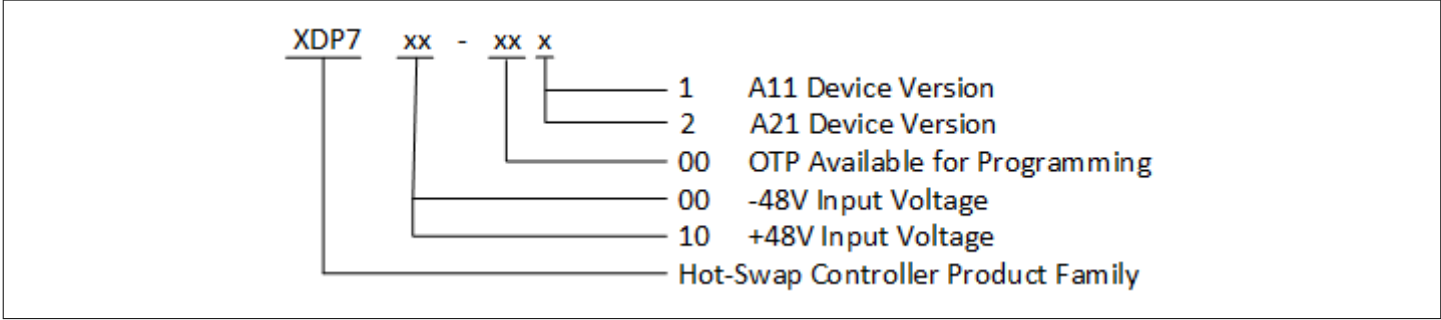 XDP7 xx - xx x
1 A11 Device Version
2 A21 Device Version
00 OTP Available for Programming
00 -48V Input Voltage
10 +48V Input Voltage
Hot-Swap Controller Product Family